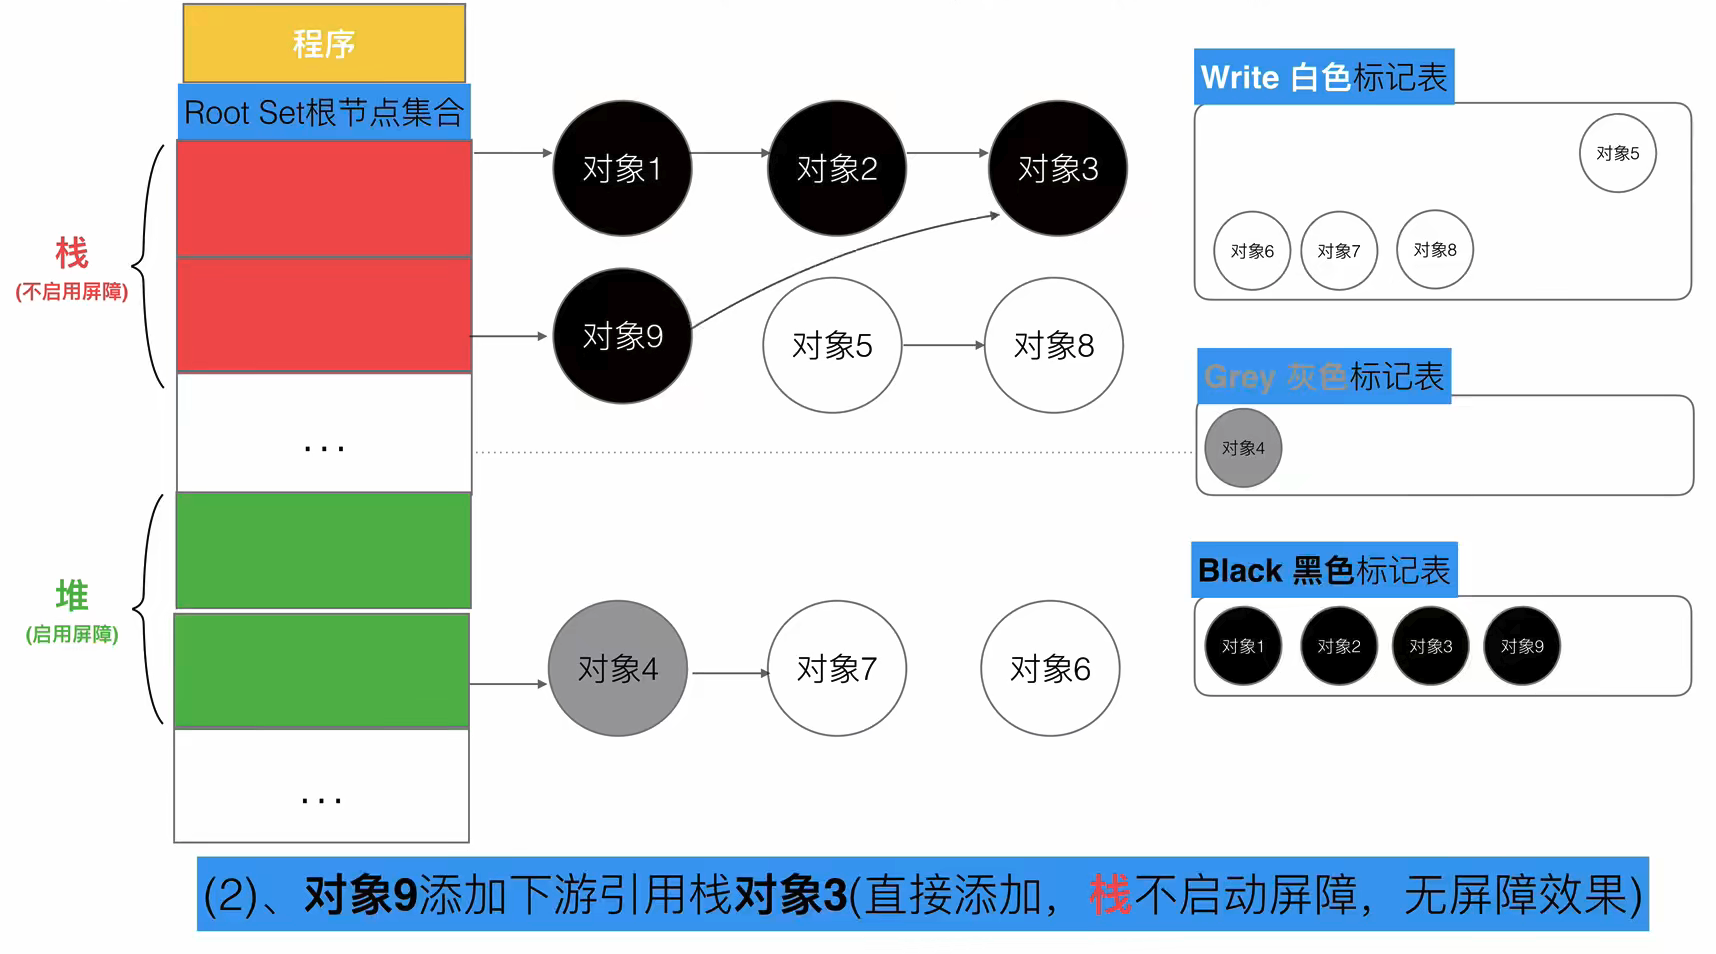 程序
Root Set根节点集合
栈
(不启用屏障)
...
堆
(启用屏障)
...
对象1
对象2
对象3
对象9
对象5
对象8
对象4
对象7
对象6
Write 白色标记表
对象5
对象6
对象7
对象8
Grey 灰色标记表
对象4
Black 黑色标记表
对象1
对象2
对象3
对象9
(2)、对象9添加下游引用栈对象3(直接添加，栈不启动屏障，无屏障效果)